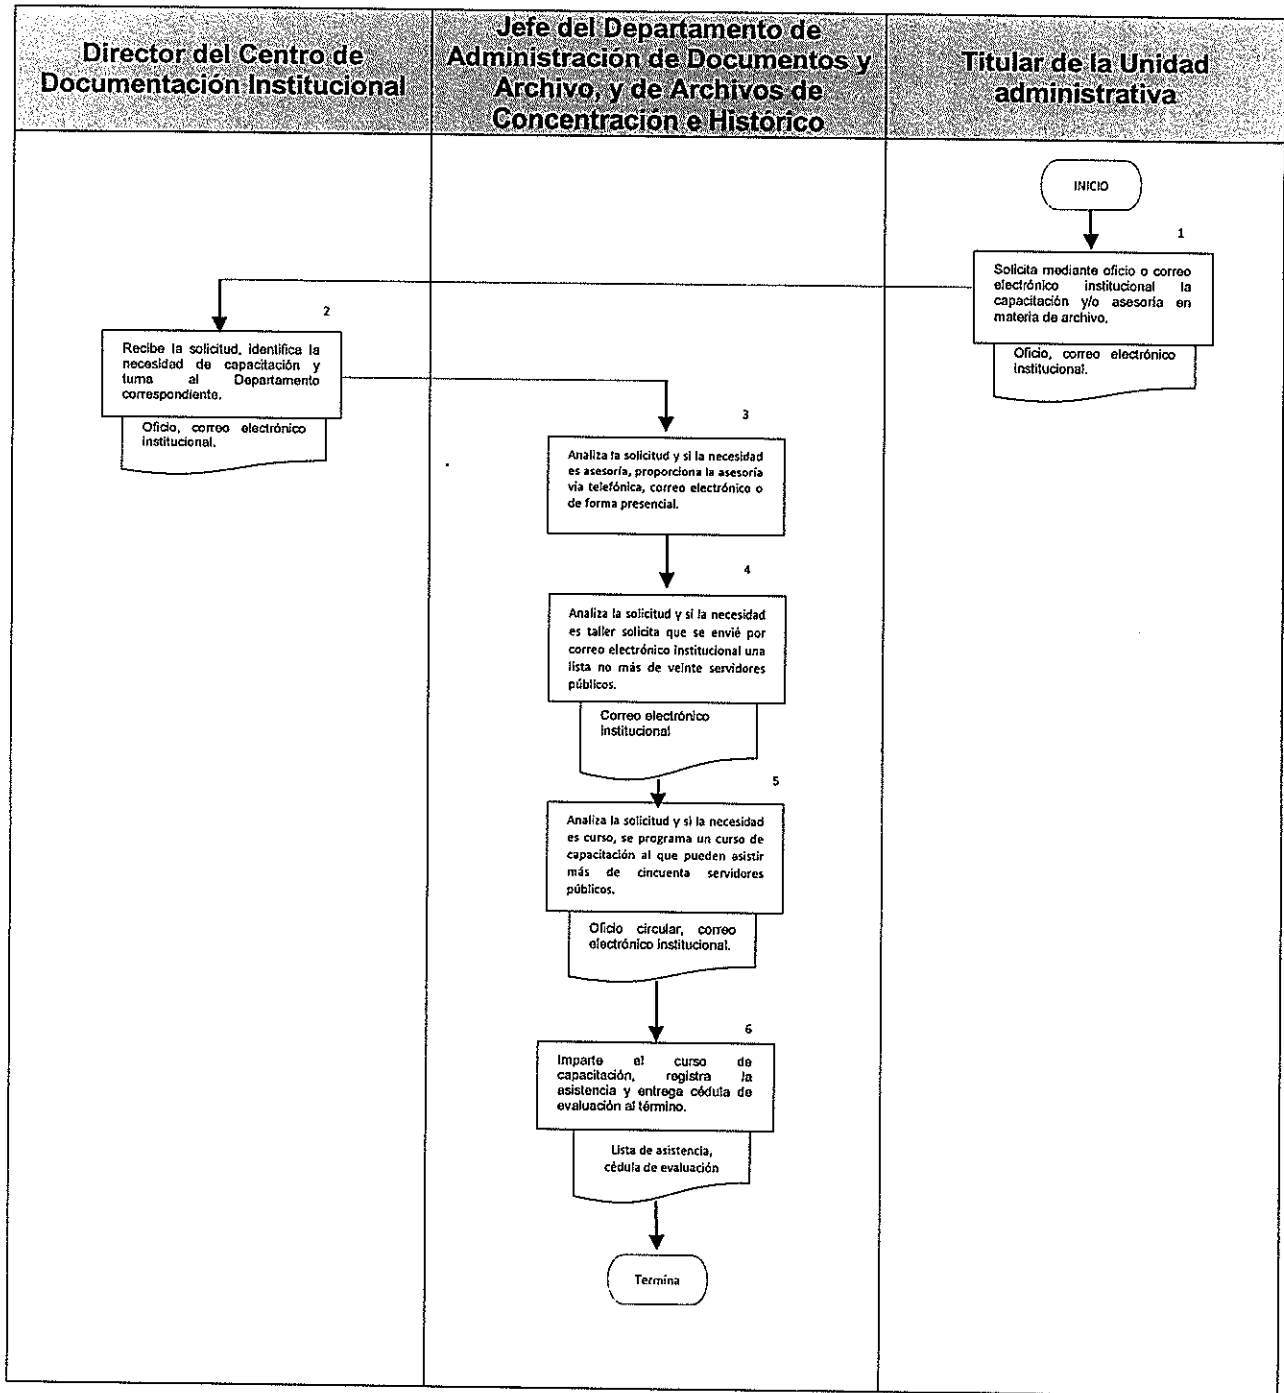 Director del Centro de
Documentación Institucional
Jefe del Departamento de
Administración de Documentos y
Archivo, y de Archivos de
Concentración e Histórico
Titular de la Unidad
administrativa
INICIO
1
Solicita mediante oficio o correo
electrónico institucional la
capacitación y/o asesoría en
materia de archivo.
Oficio, correo electrónico
institucional.
2
Recibe la solicitud, identifica la
necesidad de capacitación y
turna al Departamento
correspondiente.
Oficio, correo electrónico
institucional.
3
Analiza la solicitud y si la necesidad
es asesoría, proporciona la asesoría
vía telefónica, correo electrónico o
de forma presencial.
4
Analiza la solicitud y si la necesidad
es taller solicita que se envié por
correo electrónico institucional una
lista no más de veinte servidores
públicos.
Correo electrónico
institucional
5
Analiza la solicitud y si la necesidad
es curso, se programa un curso de
capacitación al que pueden asistir
más de cincuenta servidores
públicos.
Oficio circular, correo
electrónico institucional.
6
Imparte el curso de
capacitación, registra la
asistencia y entrega cédula de
evaluación al término.
Lista de asistencia,
cédula de evaluación
Termina